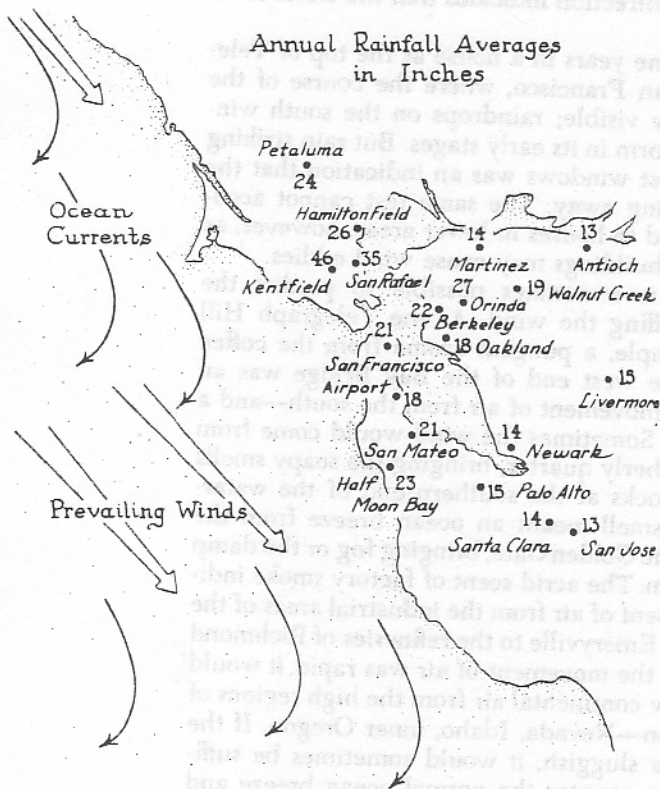 Annual Rainfall Averages
in Inches
Petaluma
24
Ocean
Currents
Hamilton Field
26
14
13
46
35
Martinez
Antioch
Kentfield
San Rafael
27
19 Walnut Creek
Orinda
22
Berkeley
21
18 Oakland
San Francisco
15
Airport
18
Livermore
21
14
San Mateo
Newark
Half
23
15
Palo Alto
Moon Bay
Prevailing Winds
14
13
Santa Clara
San Jose